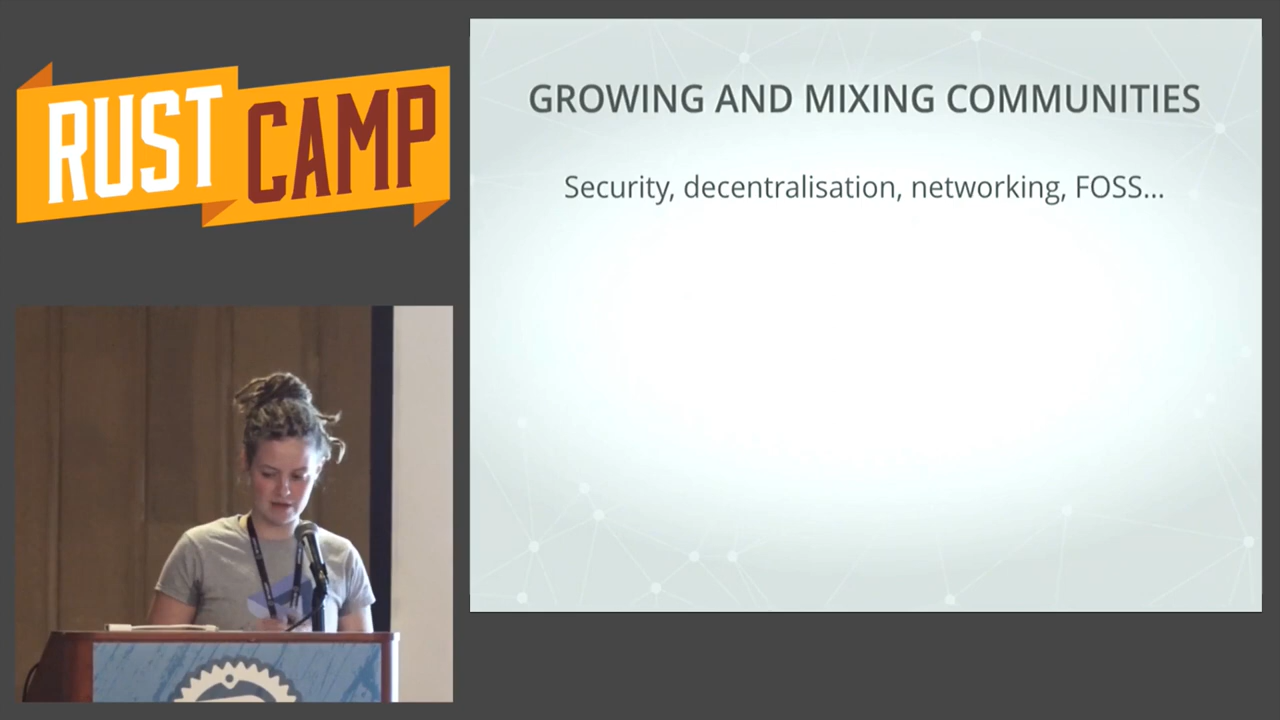 RUST CAMP
GROWING AND MIXING COMMUNITIES
Security, decentralisation, networking, FOSS...